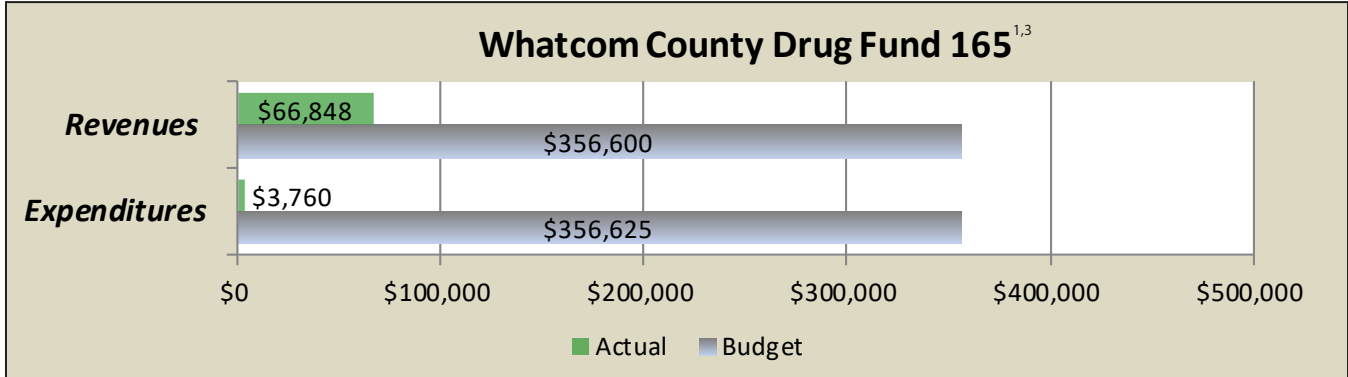 Whatcom County Drug Fund 165 1,3
Revenues
$66,848
$356,600
Expenditures
$3,760
$356,625
$0 $100,000 $200,000 $300,000 $400,000 $500,000
Actual Budget